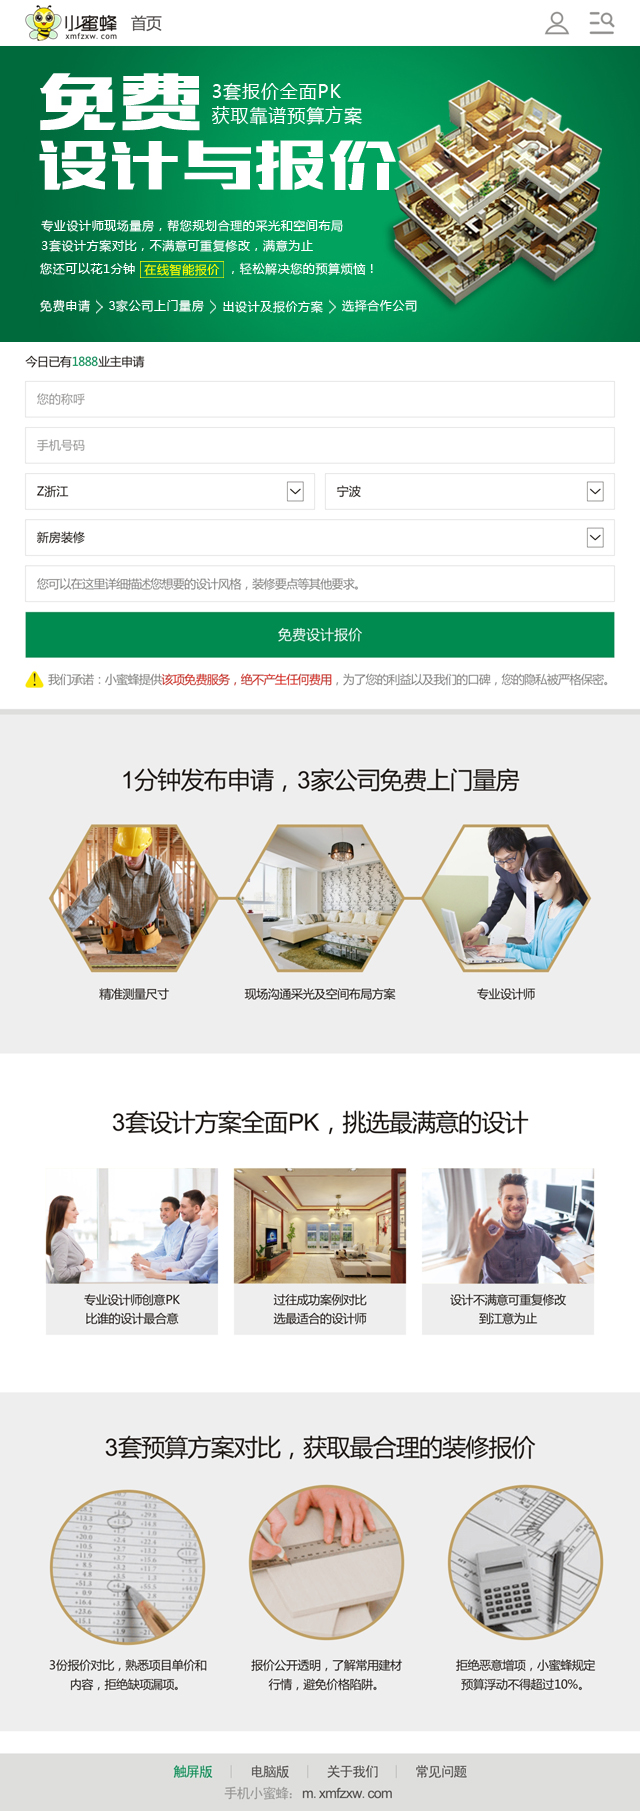 小蜜蜂
xmfzxw.com
首页
免费
3套报价全面PK
获取靠谱预算方案
设计与报价
专业设计师现场量房，帮您规划合理的采光和空间布局
3套设计方案对比，不满意可重复修改，满意为止
您还可以花1分钟 在线智能报价 ，轻松解决您的预算烦恼！
免费申请 > 3家公司上门量房 > 出设计及报价方案 > 选择合作公司
今日已有1888业主申请
您的称呼
手机号码
Z浙江
宁波
新房装修
您可以在这里详细描述您想要的设计风格，装修要点等其他要求。
免费设计报价
我们承诺：小蜜蜂提供该项免费服务，绝不产生任何费用，为了您的利益以及我们的口碑，您的隐私被严格保密。
1分钟发布申请，3家公司免费上门量房
精准测量尺寸
现场沟通采光及空间布局方案
专业设计师
3套设计方案全面PK，挑选最满意的设计
专业设计师创意PK
比谁的设计最合意
过往成功案例对比
选最适合的设计师
设计不满意可重复修改
到江意为止
3套预算方案对比，获取最合理的装修报价
3份报价对比，熟悉项目单价和
内容，拒绝缺项漏项。
报价公开透明，了解常用建材
行情，避免价格陷阱。
拒绝恶意增项，小蜜蜂规定
预算浮动不得超过10%。
触屏版 | 电脑版 | 关于我们 | 常见问题
手机小蜜蜂: m.xmfzxw.com